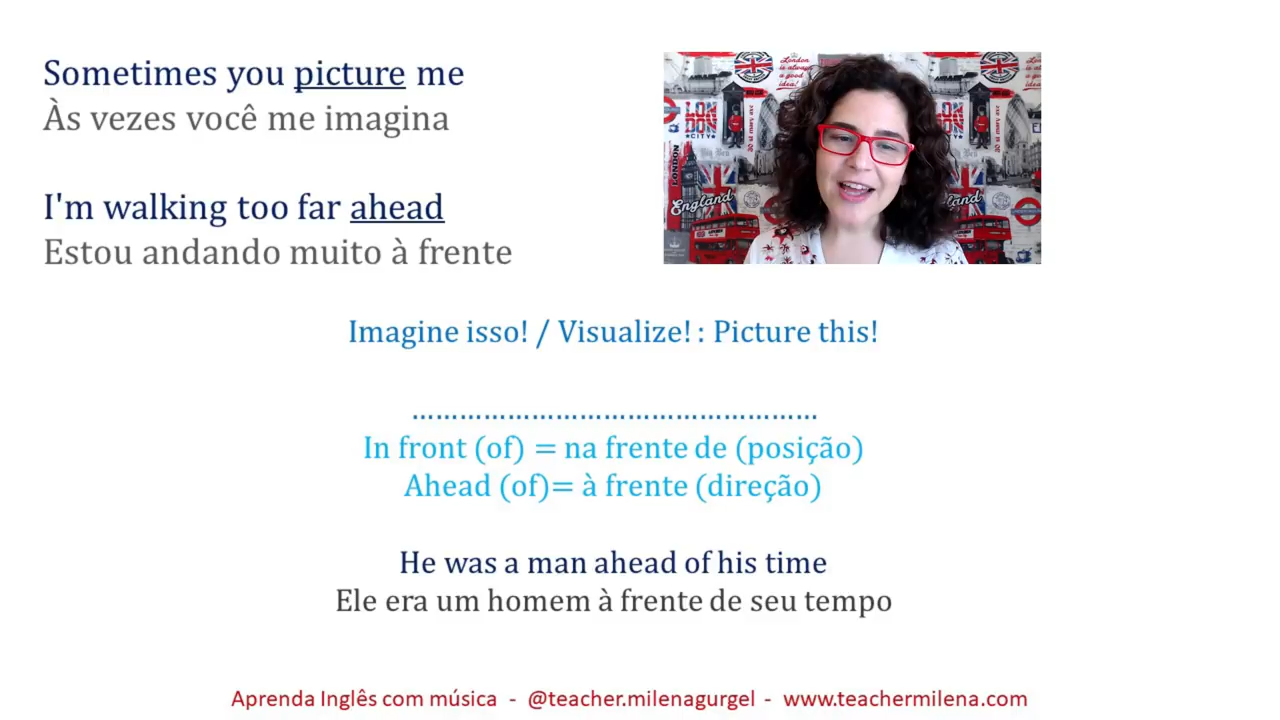 Sometimes you picture me
Às vezes você me imagina
I'm walking too far ahead
Estou andando muito à frente
LONDON
England
Imagine isso! / Visualize! : Picture this!
................................................
In front (of) = na frente de (posição)
Ahead (of)= à frente (direção)
He was a man ahead of his time
Ele era um homem à frente de seu tempo
Aprenda Inglês com música - @teacher.milenagurgel - www.teachermilena.com